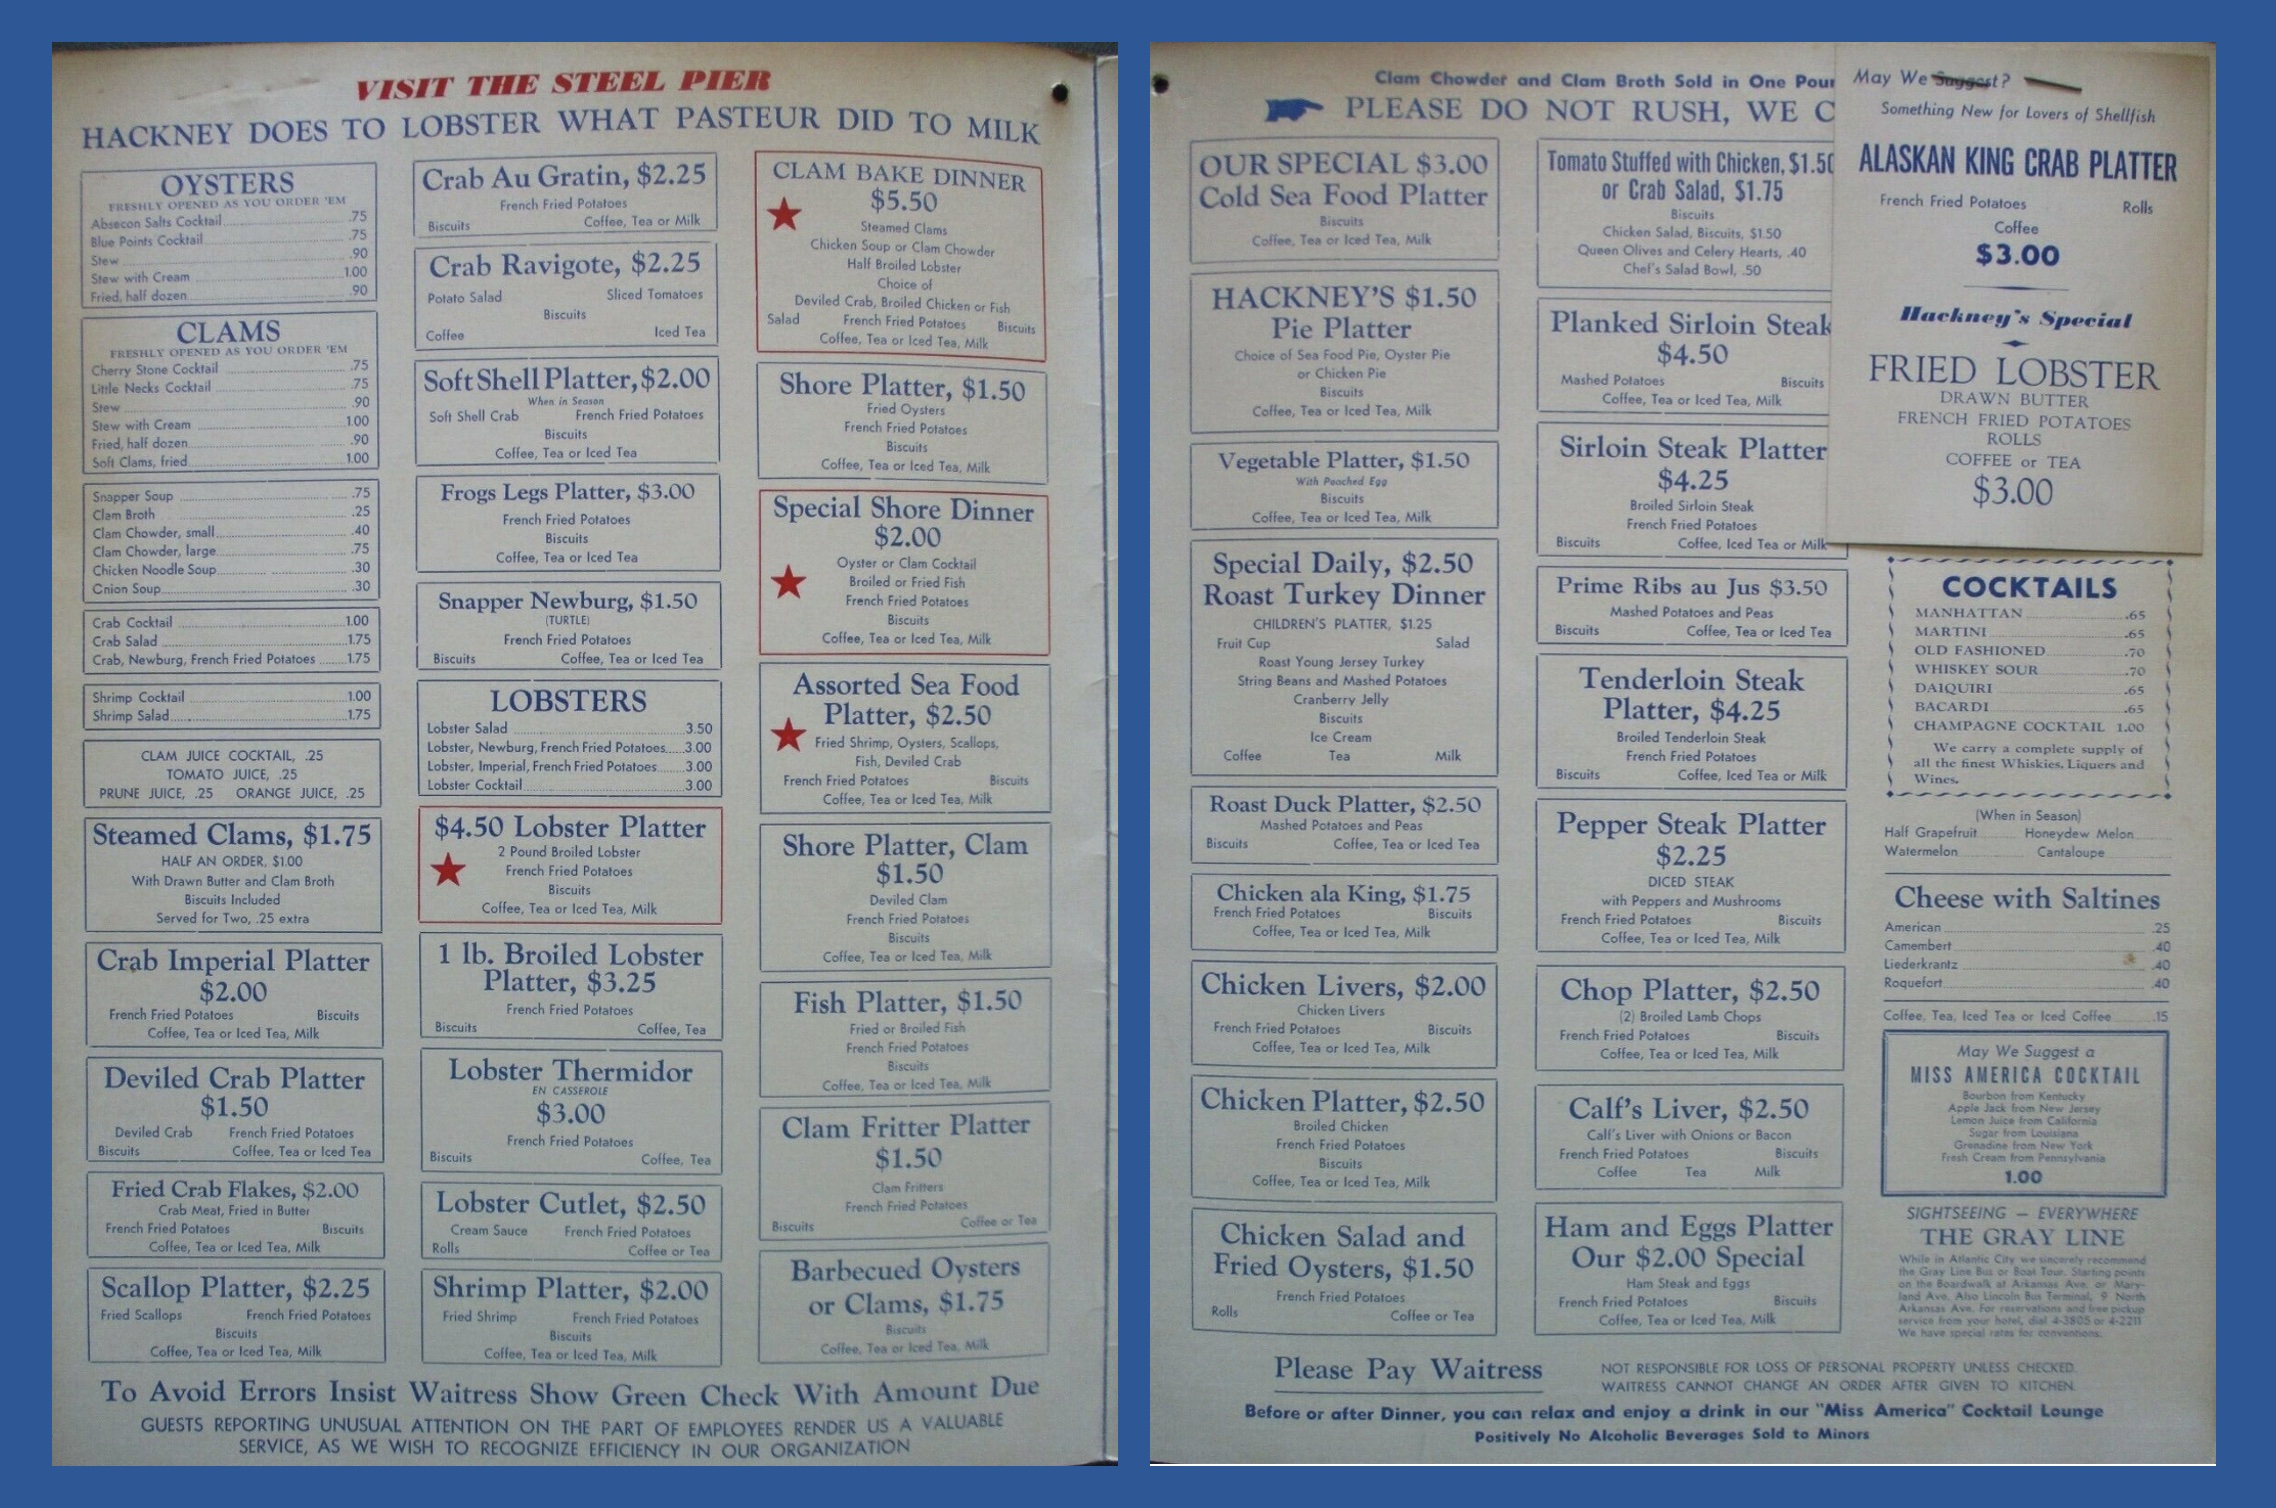 VISIT THE STEEL PIER
HACKNEY DOES TO LOBSTER WHAT PASTEUR DID TO MILK
OYSTERS
FRESHLY OPENED AS YOU ORDER 'EM
Absecon Salts Cocktail .75
Blue Points Cocktail .75
Stew .90
Stew with Cream 1.00
Fried, half dozen .90
CLAMS
FRESHLY OPENED AS YOU ORDER 'EM
Cherry Stone Cocktail .75
Little Necks Cocktail .75
Stew .90
Stew with Cream 1.00
Fried, half dozen .90
Soft Clams, fried 1.00
Snapper Soup .75
Clam Broth .25
Clam Chowder, small .40
Clam Chowder, large .75
Chicken Noodle Soup .30
Onion Soup .30
Crab Cocktail 1.00
Crab Salad 1.75
Crab, Newburg, French Fried Potatoes 1.75
Shrimp Cocktail 1.00
Shrimp Salad 1.75
CLAM JUICE COCKTAIL, .25
TOMATO JUICE, .25
PRUNE JUICE, .25 ORANGE JUICE, .25
Steamed Clams, $1.75
HALF AN ORDER, $1.00
With Drawn Butter and Clam Broth
Biscuits Included
Served for Two, .25 extra
Crab Imperial Platter
$2.00
French Fried Potatoes Biscuits
Coffee, Tea or Iced Tea, Milk
Deviled Crab Platter
$1.50
Deviled Crab French Fried Potatoes
Biscuits Coffee, Tea or Iced Tea
Fried Crab Flakes, $2.00
Crab Meat, Fried in Butter
French Fried Potatoes Biscuits
Coffee, Tea or Iced Tea, Milk
Scallop Platter, $2.25
Fried Scallops French Fried Potatoes
Biscuits
Coffee, Tea or Iced Tea, Milk
Crab Au Gratin, $2.25
French Fried Potatoes
Biscuits Coffee, Tea or Milk
Crab Ravigote, $2.25
Potato Salad Sliced Tomatoes
Biscuits
Coffee Iced Tea
Soft Shell Platter, $2.00
When in Season
Soft Shell Crab French Fried Potatoes
Biscuits
Coffee, Tea or Iced Tea
Frogs Legs Platter, $3.00
French Fried Potatoes
Biscuits
Coffee, Tea or Iced Tea
Snapper Newburg, $1.50
(TURTLE)
French Fried Potatoes
Biscuits Coffee, Tea or Iced Tea
LOBSTERS
Lobster Salad 3.50
Lobster, Newburg, French Fried Potatoes 3.00
Lobster, Imperial, French Fried Potatoes 3.00
Lobster Cocktail 3.00
$4.50 Lobster Platter
2 Pound Broiled Lobster
French Fried Potatoes
Biscuits
Coffee, Tea or Iced Tea, Milk
1 lb. Broiled Lobster
Platter, $3.25
French Fried Potatoes
Biscuits Coffee, Tea
Lobster Thermidor
EN CASSEROLE
$3.00
French Fried Potatoes
Biscuits Coffee, Tea
Lobster Cutlet, $2.50
Cream Sauce French Fried Potatoes
Rolls Coffee or Tea
Shrimp Platter, $2.00
Fried Shrimp French Fried Potatoes
Biscuits
Coffee, Tea or Iced Tea, Milk
CLAM BAKE DINNER
$5.50
Steamed Clams
Chicken Soup or Clam Chowder
Half Broiled Lobster
Choice of
Deviled Crab, Broiled Chicken or Fish
Salad French Fried Potatoes Biscuits
Coffee, Tea or Iced Tea, Milk
Shore Platter, $1.50
Fried Oysters
French Fried Potatoes
Biscuits
Coffee, Tea or Iced Tea, Milk
Special Shore Dinner
$2.00
Oyster or Clam Cocktail
Broiled or Fried Fish
French Fried Potatoes
Biscuits
Coffee, Tea or Iced Tea, Milk
Assorted Sea Food
Platter, $2.50
Fried Shrimp, Oysters, Scallops,
Fish, Deviled Crab
French Fried Potatoes Biscuits
Coffee, Tea or Iced Tea, Milk
Shore Platter, Clam
$1.50
Deviled Clam
French Fried Potatoes
Biscuits
Coffee, Tea or Iced Tea, Milk
Fish Platter, $1.50
Fried or Broiled Fish
French Fried Potatoes
Biscuits
Coffee, Tea or Iced Tea, Milk
Clam Fritter Platter
$1.50
Clam Fritters
French Fried Potatoes
Biscuits Coffee or Tea
Barbecued Oysters
or Clams, $1.75
Biscuits
Coffee, Tea or Iced Tea, Milk
To Avoid Errors Insist Waitress Show Green Check With Amount Due
GUESTS REPORTING UNUSUAL ATTENTION ON THE PART OF EMPLOYEES RENDER US A VALUABLE
SERVICE, AS WE WISH TO RECOGNIZE EFFICIENCY IN OUR ORGANIZATION
Clam Chowder and Clam Broth Sold in One Pou
PLEASE DO NOT RUSH, WE C
OUR SPECIAL $3.00
Cold Sea Food Platter
Biscuits
Coffee, Tea or Iced Tea, Milk
HACKNEY'S $1.50
Pie Platter
Choice of Sea Food Pie, Oyster Pie
or Chicken Pie
Biscuits
Coffee, Tea or Iced Tea, Milk
Vegetable Platter, $1.50
With Poached Egg
Biscuits
Coffee, Tea or Iced Tea, Milk
Special Daily, $2.50
Roast Turkey Dinner
CHILDREN'S PLATTER, $1.25
Fruit Cup Salad
Roast Young Jersey Turkey
String Beans and Mashed Potatoes
Cranberry Jelly
Biscuits
Ice Cream
Coffee Tea Milk
Roast Duck Platter, $2.50
Mashed Potatoes and Peas
Biscuits Coffee, Tea or Iced Tea
Chicken ala King, $1.75
French Fried Potatoes Biscuits
Coffee, Tea or Iced Tea, Milk
Chicken Livers, $2.00
Chicken Livers
French Fried Potatoes Biscuits
Coffee, Tea or Iced Tea, Milk
Chicken Platter, $2.50
Broiled Chicken
French Fried Potatoes
Biscuits
Coffee, Tea or Iced Tea, Milk
Chicken Salad and
Fried Oysters, $1.50
French Fried Potatoes
Rolls Coffee or Tea
Tomato Stuffed with Chicken, $1.50
or Crab Salad, $1.75
Biscuits
Chicken Salad, Biscuits, $1.50
Queen Olives and Celery Hearts, .40
Chef's Salad Bowl, .50
Planked Sirloin Steak
$4.50
Mashed Potatoes Biscuits
Coffee, Tea or Iced Tea, Milk
Sirloin Steak Platter
$4.25
Broiled Sirloin Steak
French Fried Potatoes
Biscuits Coffee, Iced Tea or Milk
Prime Ribs au Jus $3.50
Mashed Potatoes and Peas
Biscuits Coffee, Tea or Iced Tea
Tenderloin Steak
Platter, $4.25
Broiled Tenderloin Steak
French Fried Potatoes
Biscuits Coffee, Iced Tea or Milk
Pepper Steak Platter
$2.25
DICED STEAK
with Peppers and Mushrooms
French Fried Potatoes Biscuits
Coffee, Tea or Iced Tea, Milk
Chop Platter, $2.50
(2) Broiled Lamb Chops
French Fried Potatoes Biscuits
Coffee, Tea or Iced Tea, Milk
Calf's Liver, $2.50
Calf's Liver with Onions or Bacon
French Fried Potatoes Biscuits
Coffee Tea Milk
Ham and Eggs Platter
Our $2.00 Special
Ham Steak and Eggs
French Fried Potatoes Biscuits
Coffee, Tea or Iced Tea, Milk
May We Suggest?
Something New for Lovers of Shellfish
ALASKAN KING CRAB PLATTER
French Fried Potatoes Rolls
Coffee
$3.00
Hackney's Special
FRIED LOBSTER
DRAWN BUTTER
FRENCH FRIED POTATOES
ROLLS
COFFEE or TEA
$3.00
COCKTAILS
MANHATTAN .65
MARTINI .65
OLD FASHIONED .70
WHISKEY SOUR .70
DAIQUIRI .65
BACARDI .65
CHAMPAGNE COCKTAIL 1.00
We carry a complete supply of
all the finest Whiskies, Liquers and
Wines.
(When in Season)
Half Grapefruit Honeydew Melon
Watermelon Cantaloupe
Cheese with Saltines
American .25
Camembert .40
Liederkrantz .40
Roquefort .40
Coffee, Tea, Iced Tea or Iced Coffee .15
May We Suggest a
MISS AMERICA COCKTAIL
Bourbon from Kentucky
Apple Jack from New Jersey
Lemon Juice from California
Sugar from Louisiana
Grenadine from New York
Fresh Cream from Pennsylvania
1.00
SIGHTSEEING — EVERYWHERE
THE GRAY LINE
While in Atlantic City we sincerely recommend
the Gray Line Bus or Boat Tour. Starting points
on the Boardwalk at Arkansas Ave. or Mary-
land Ave. Also Lincoln Bus Terminal, 9 North
Arkansas Ave. For reservations and free pickup
service from your hotel, dial 4-3805 or 4-2211
We have special rates for conventions.
Please Pay Waitress
NOT RESPONSIBLE FOR LOSS OF PERSONAL PROPERTY UNLESS CHECKED.
WAITRESS CANNOT CHANGE AN ORDER AFTER GIVEN TO KITCHEN.
Before or after Dinner, you can relax and enjoy a drink in our "Miss America" Cocktail Lounge
Positively No Alcoholic Beverages Sold to Minors